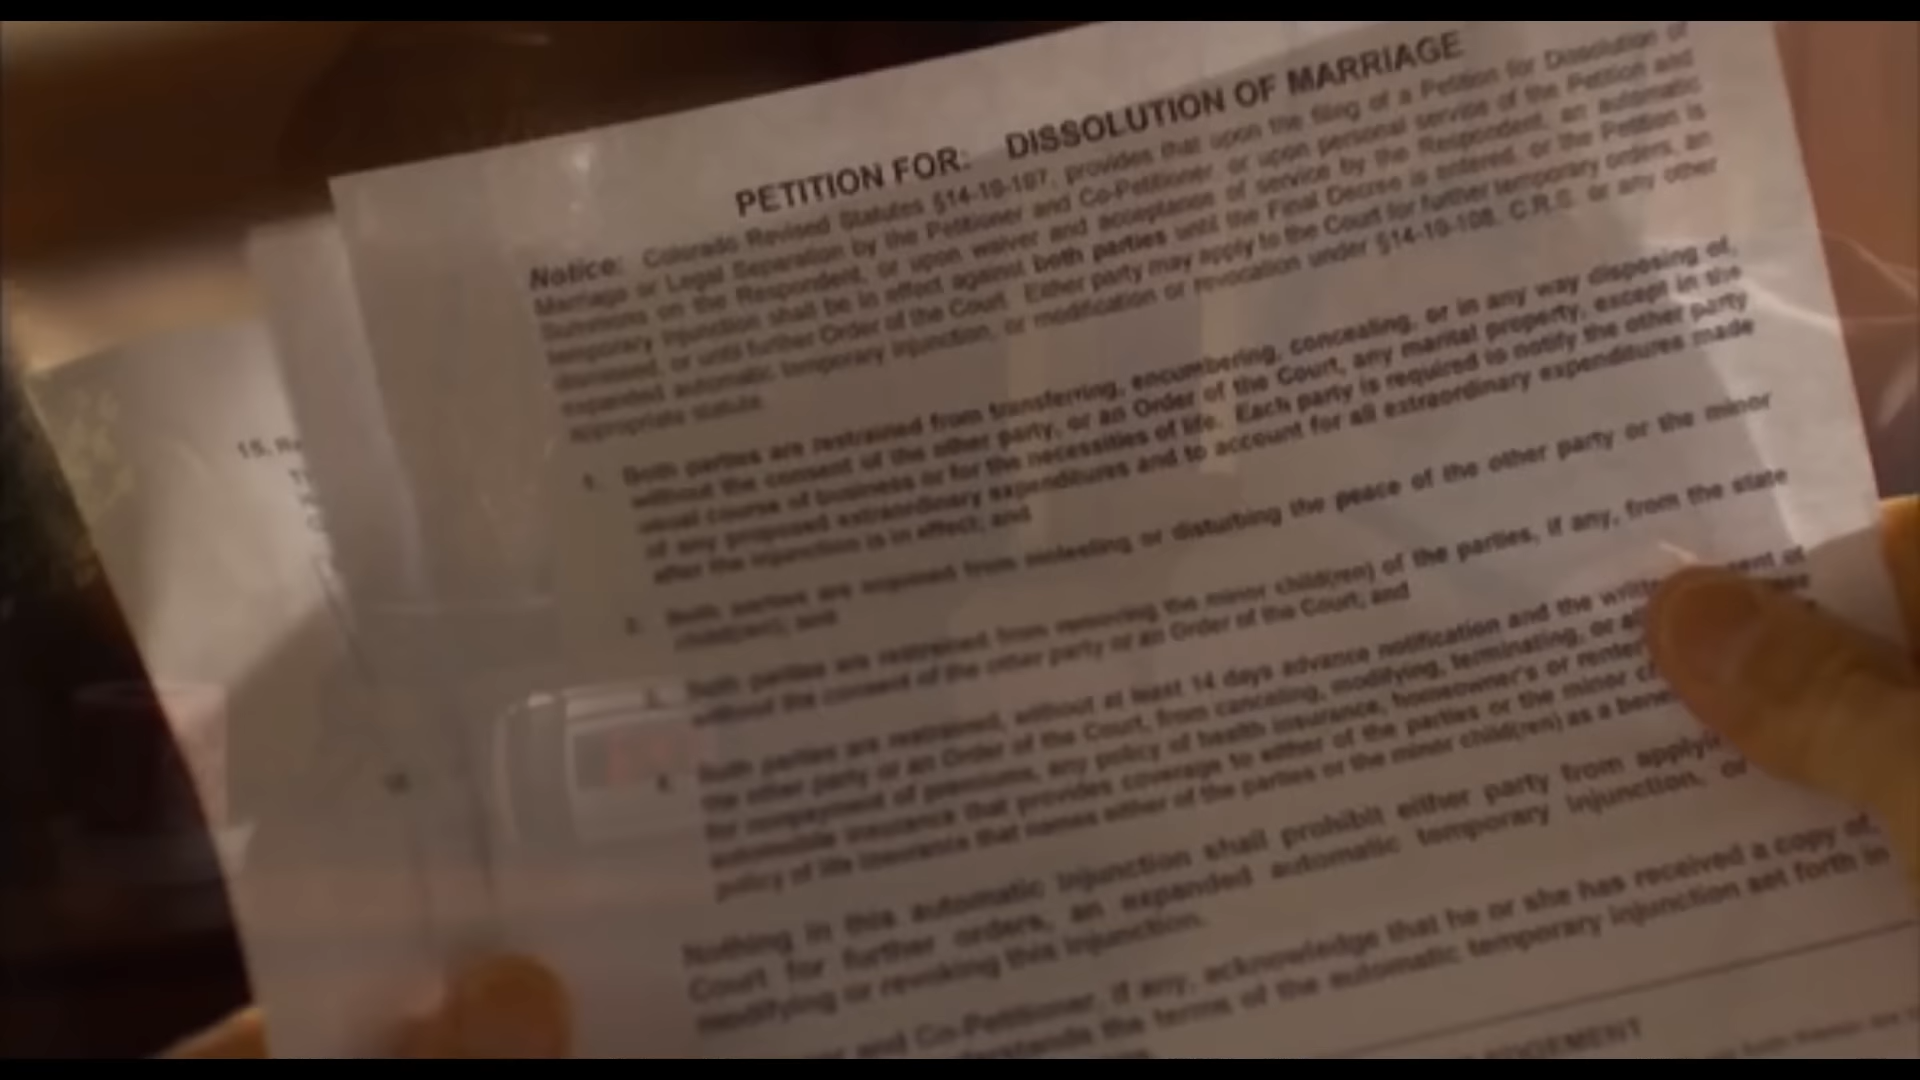 PETITION FOR: DISSOLUTION OF MARRIAGE
Notice: Colorado Revised Statutes §14-10-107, provides that upon the filing of a Petition for Dissolution of
Marriage or Legal Separation by the Petitioner and Co-Petitioner, or upon personal service of the Petition and
Summons on the Respondent, or upon waiver and acceptance of service by the Respondent, an automatic
temporary injunction shall be in effect against both parties until the Final Decree is entered, or the Petition is
dismissed, or until further Order of the Court. Either party may apply to the Court for further temporary orders, an
expanded automatic temporary injunction, or modification or revocation under §14-10-108, C.R.S. or any other
appropriate statute.
15. Re
1. Both parties are restrained from transferring, encumbering, concealing, or in any way disposing of,
without the consent of the other party, or an Order of the Court, any marital property, except in the
usual course of business or for the necessities of life. Each party is required to notify the other party
of any proposed extraordinary expenditures and to account for all extraordinary expenditures made
after the injunction is in effect; and
2. Both parties are enjoined from molesting or disturbing the peace of the other party or the minor
child(ren); and
3. Both parties are restrained from removing the minor child(ren) of the parties, if any, from the state
without the consent of the other party or an Order of the Court; and
4. Both parties are restrained, without at least 14 days advance notification and the
the other party or an Order of the Court, from canceling, modifying, terminating, or
for nonpayment of premiums, any policy of health insurance, homeowner's or
automobile insurance that provides coverage to either of the parties or the minor
policy of life insurance that names either of the parties or the minor child(ren) as a
Nothing in this automatic injunction shall prohibit either party from
Court for further orders, an expanded automatic temporary injunction, or
modifying or revoking this injunction.
and Co-Petitioner, if any, acknowledge that he or she has received a copy of,
the terms of the automatic temporary injunction set forth in